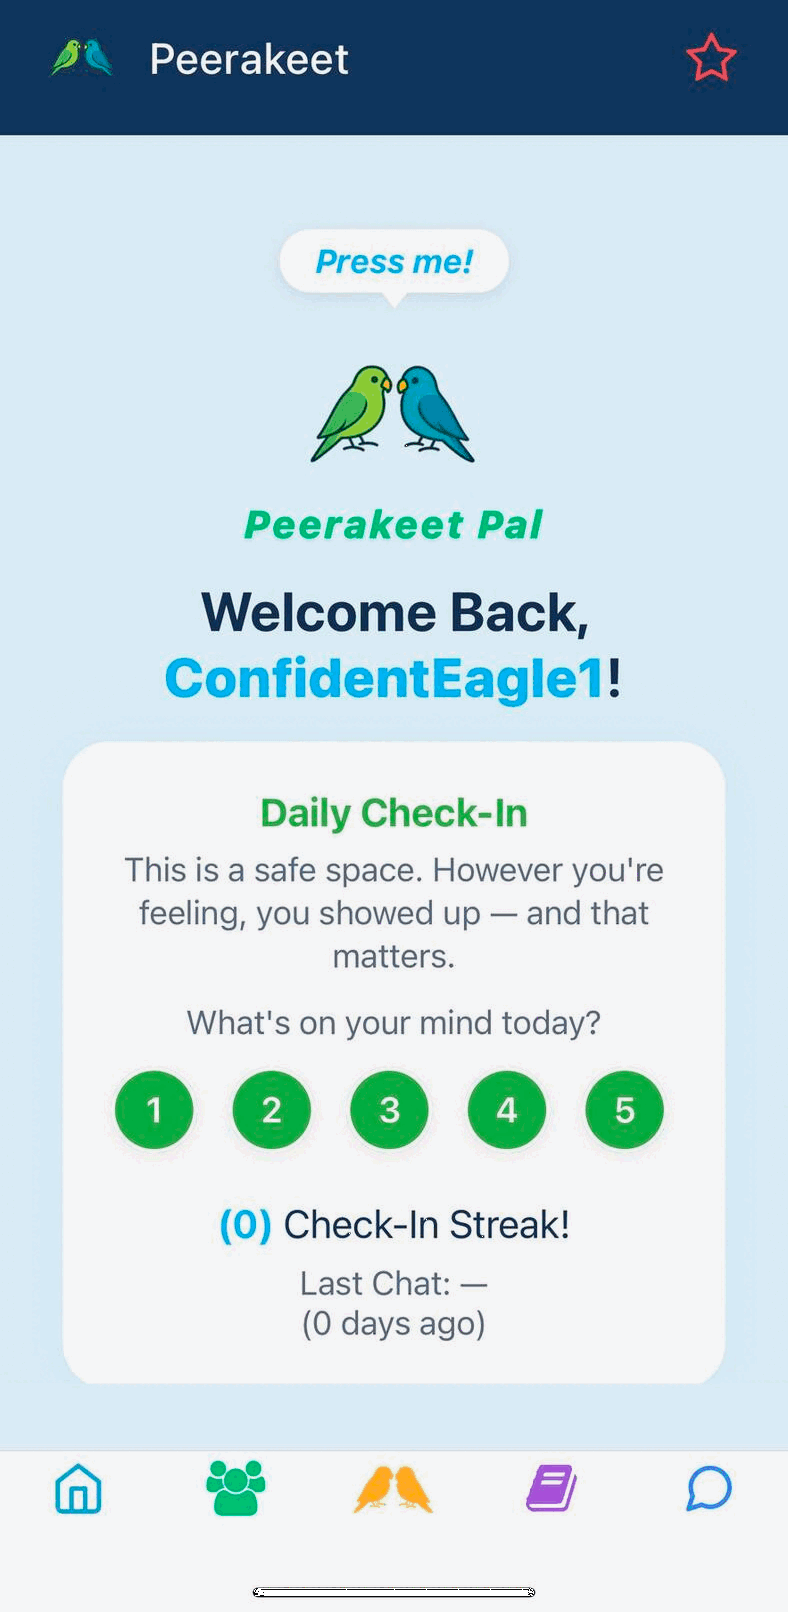 Peerakeet
Press me!
Peerakeet Pal
Welcome Back,
ConfidentEagle1!
Daily Check-In
This is a safe space. However you're
feeling, you showed up — and that
matters.
What's on your mind today?
1 2 3 4 5
(0) Check-In Streak!
Last Chat: —
(0 days ago)